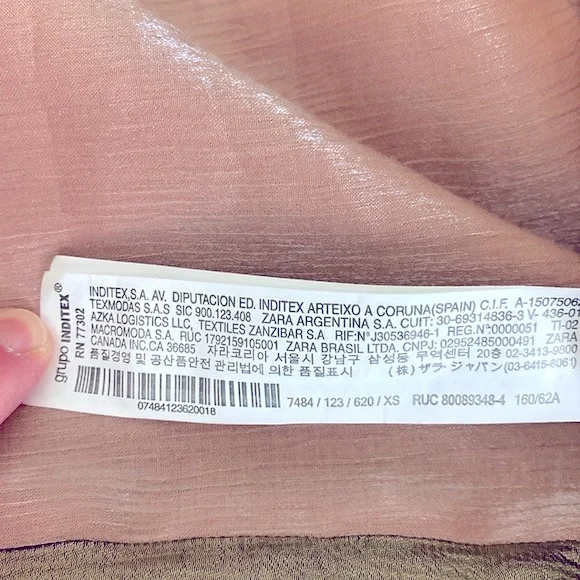 grupo INDITEX®
RN 77302
INDITEX,S.A. AV. DIPUTACION ED. INDITEX ARTEIXO A CORUNA(SPAIN) C.I.F. A-1507506
TEXMODAS S.A.S SIC 900.123.408 ZARA ARGENTINA S.A. CUIT: 30-69314836-3 V- 436-01
AZKA LOGISTICS LLC, TEXTILES ZANZIBAR S.A. RIF:Nº J30536946-1 REG.Nº:0000051 TI-02
MACROMODA S.A. RUC 1792159105001 ZARA BRASIL LTDA. CNPJ: 02952485000491 ZARA
CANADA INC.CA 36685 자라코리아 서울시 강남구 삼성동 무역센터 20층 02-3413-9800
품질경영 및 공산품안전 관리법에 의한 품질표시 (株) ザラ・ジャパン (03-6415-8061)
07484123620018
7484 / 123 / 620 / XS RUC 80089348-4 160/62A